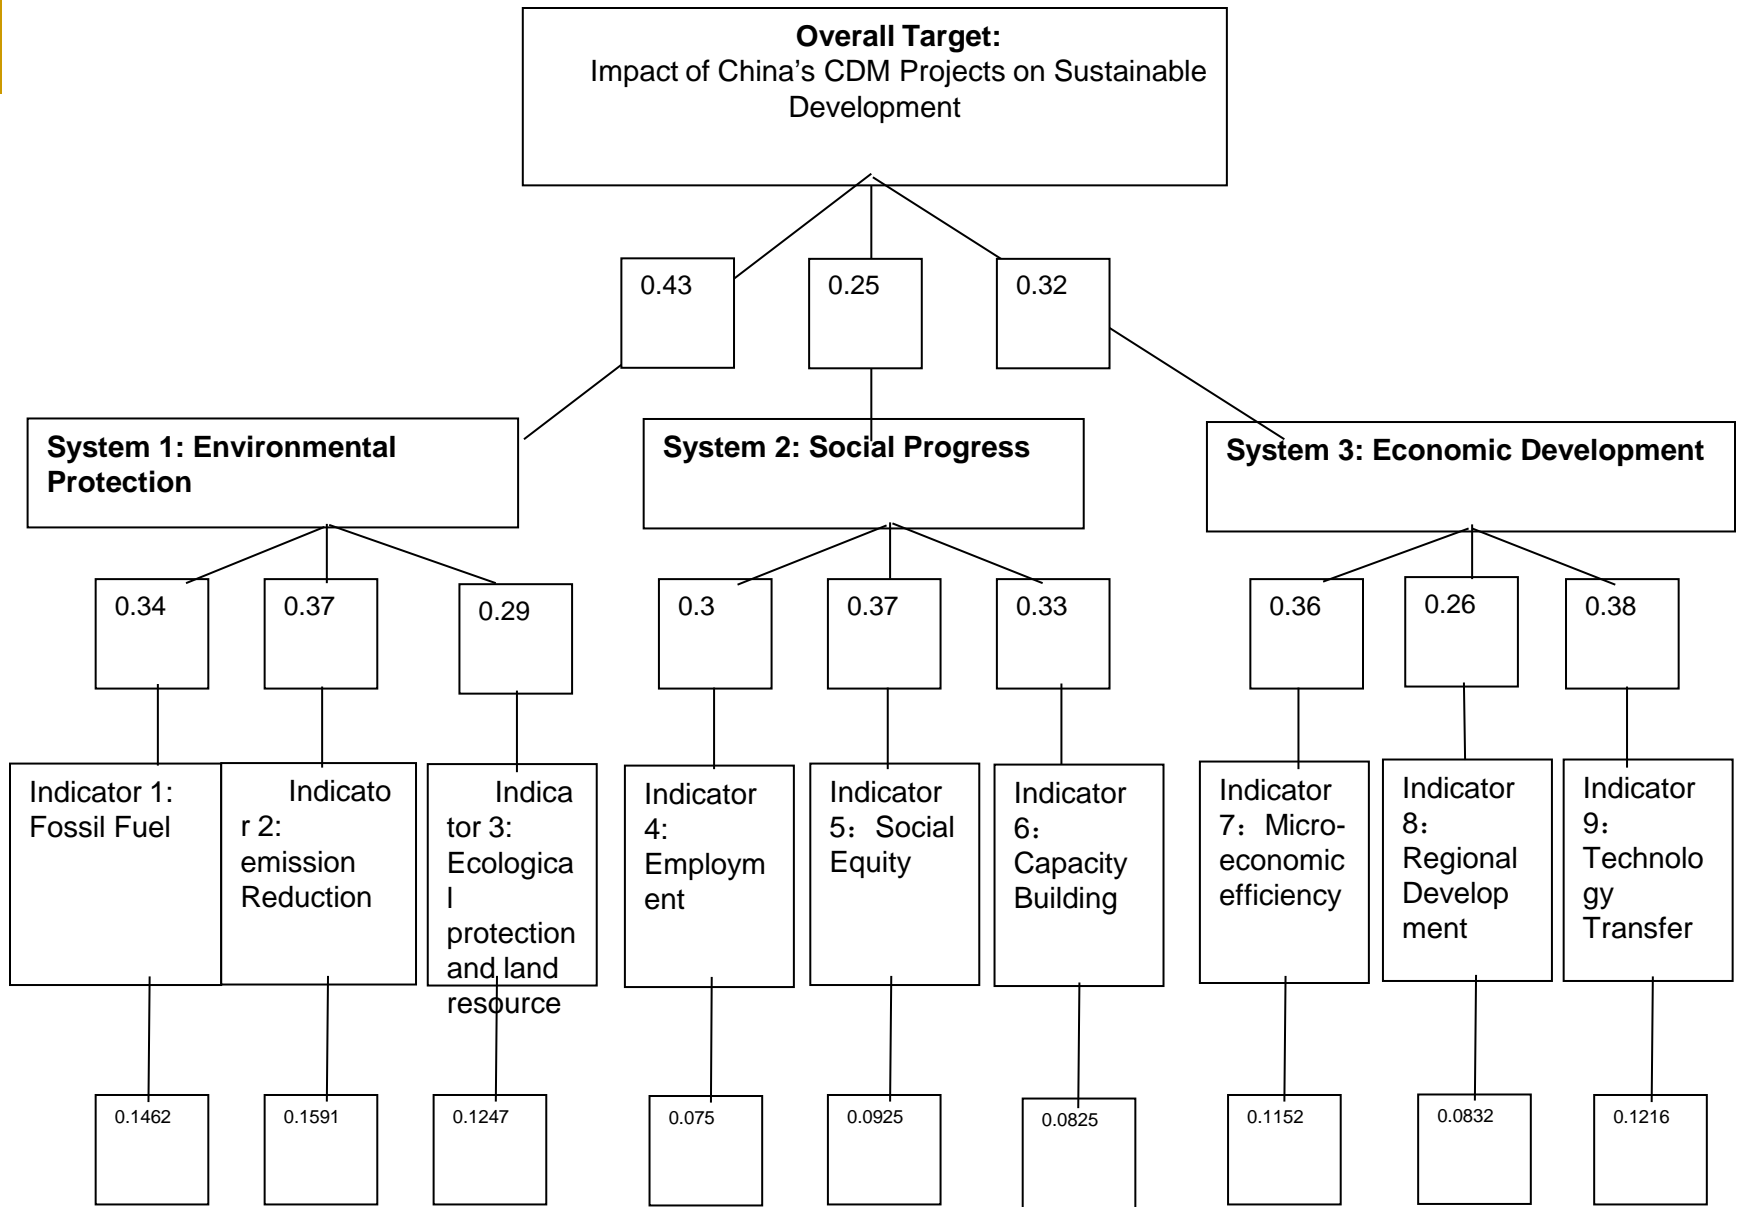 Overall Target:
Impact of China's CDM Projects on Sustainable
Development
0.43
0.25
0.32
System 1: Environmental
Protection
System 2: Social Progress
System 3: Economic Development
0.34
0.37
0.29
0.3
0.37
0.33
0.36
0.26
0.38
Indicator 1:
Fossil Fuel
Indicato
r 2:
emission
Reduction
Indica
tor 3:
Ecologica
l
protection
and land
resource
Indicator
4:
Employm
ent
Indicator
5：Social
Equity
Indicator
6：
Capacity
Building
Indicator
7：Micro-
economic
efficiency
Indicator
8：
Regional
Develop
ment
Indicator
9：
Technolo
gy
Transfer
0.1462
0.1591
0.1247
0.075
0.0925
0.0825
0.1152
0.0832
0.1216